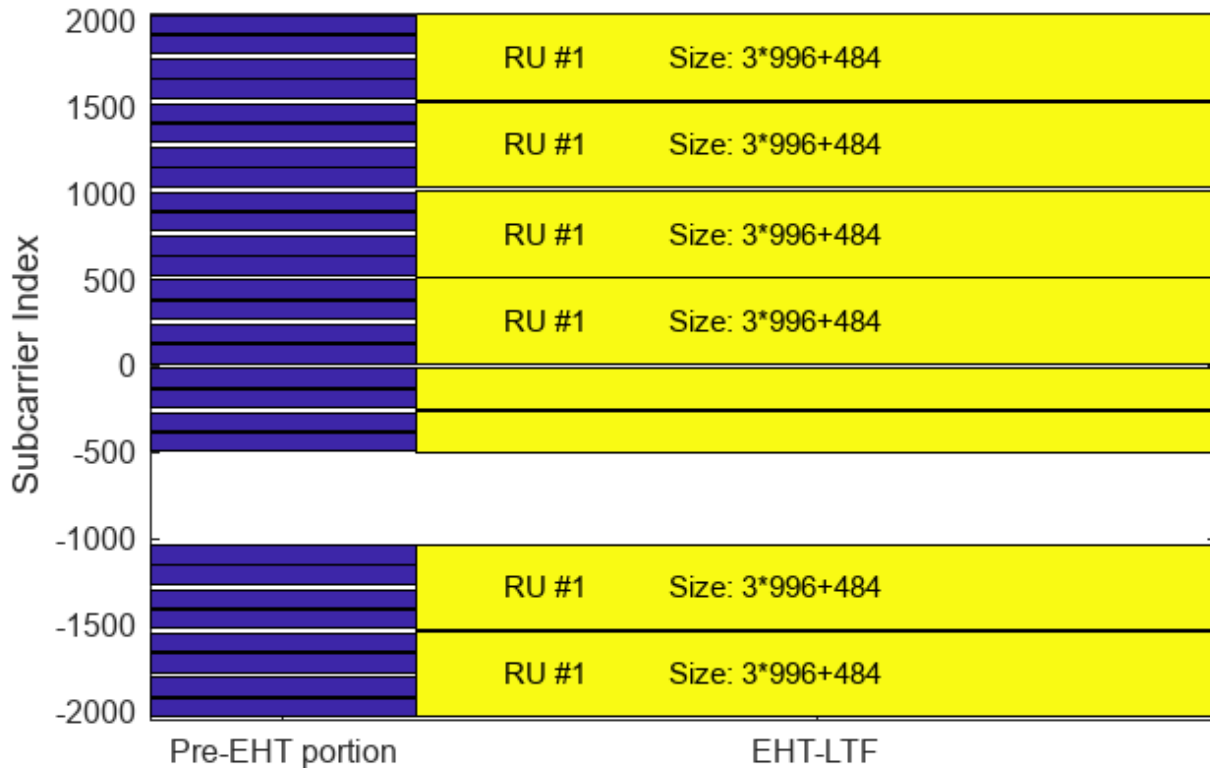 2000
RU #1 Size: 3*996+484
1500
RU #1 Size: 3*996+484
1000
RU #1 Size: 3*996+484
500
RU #1 Size: 3*996+484
0
-500
-1000
RU #1 Size: 3*996+484
-1500
RU #1 Size: 3*996+484
-2000
Subcarrier Index
Pre-EHT portion EHT-LTF